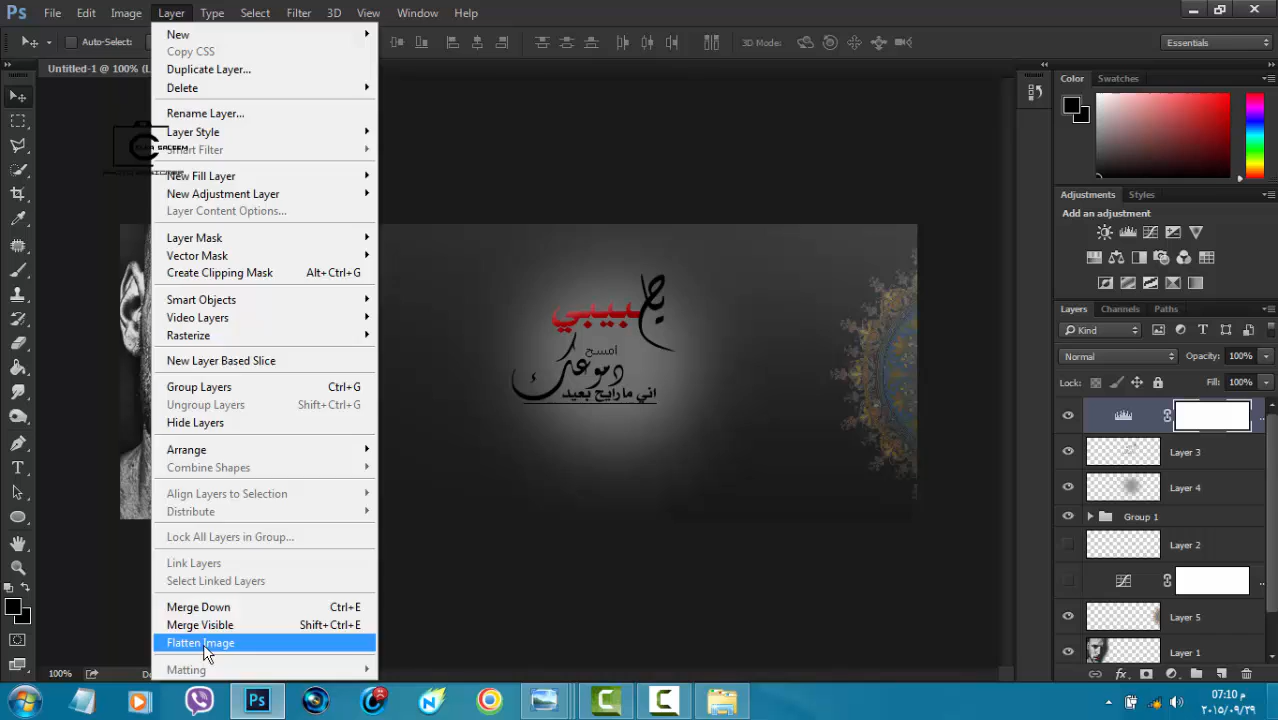 Ps File Edit Image Layer Type Select Filter 3D View Window Help
Auto-Select: 3D Mode: Essentials
Untitled-1 @ 100% (L
New
Copy CSS
Duplicate Layer...
Delete
Rename Layer...
Layer Style
Smart Filter
New Fill Layer
New Adjustment Layer
Layer Content Options...
Layer Mask
Vector Mask
Create Clipping Mask Alt+Ctrl+G
Smart Objects
Video Layers
Rasterize
New Layer Based Slice
Group Layers Ctrl+G
Ungroup Layers Shift+Ctrl+G
Hide Layers
Arrange
Combine Shapes
Align Layers to Selection
Distribute
Lock All Layers in Group...
Link Layers
Select Linked Layers
Merge Down Ctrl+E
Merge Visible Shift+Ctrl+E
Flatten Image
Matting
امسح
دموعك
اني مارايح بعيد
Color Swatches
Adjustments Styles
Add an adjustment
Layers Channels Paths
Kind
Normal Opacity: 100%
Lock: Fill: 100%
Layer 3
Layer 4
Group 1
Layer 2
Layer 5
Layer 1
100% Do
Ps
07:10 م
٢٠١٥/٠٩/٢٩